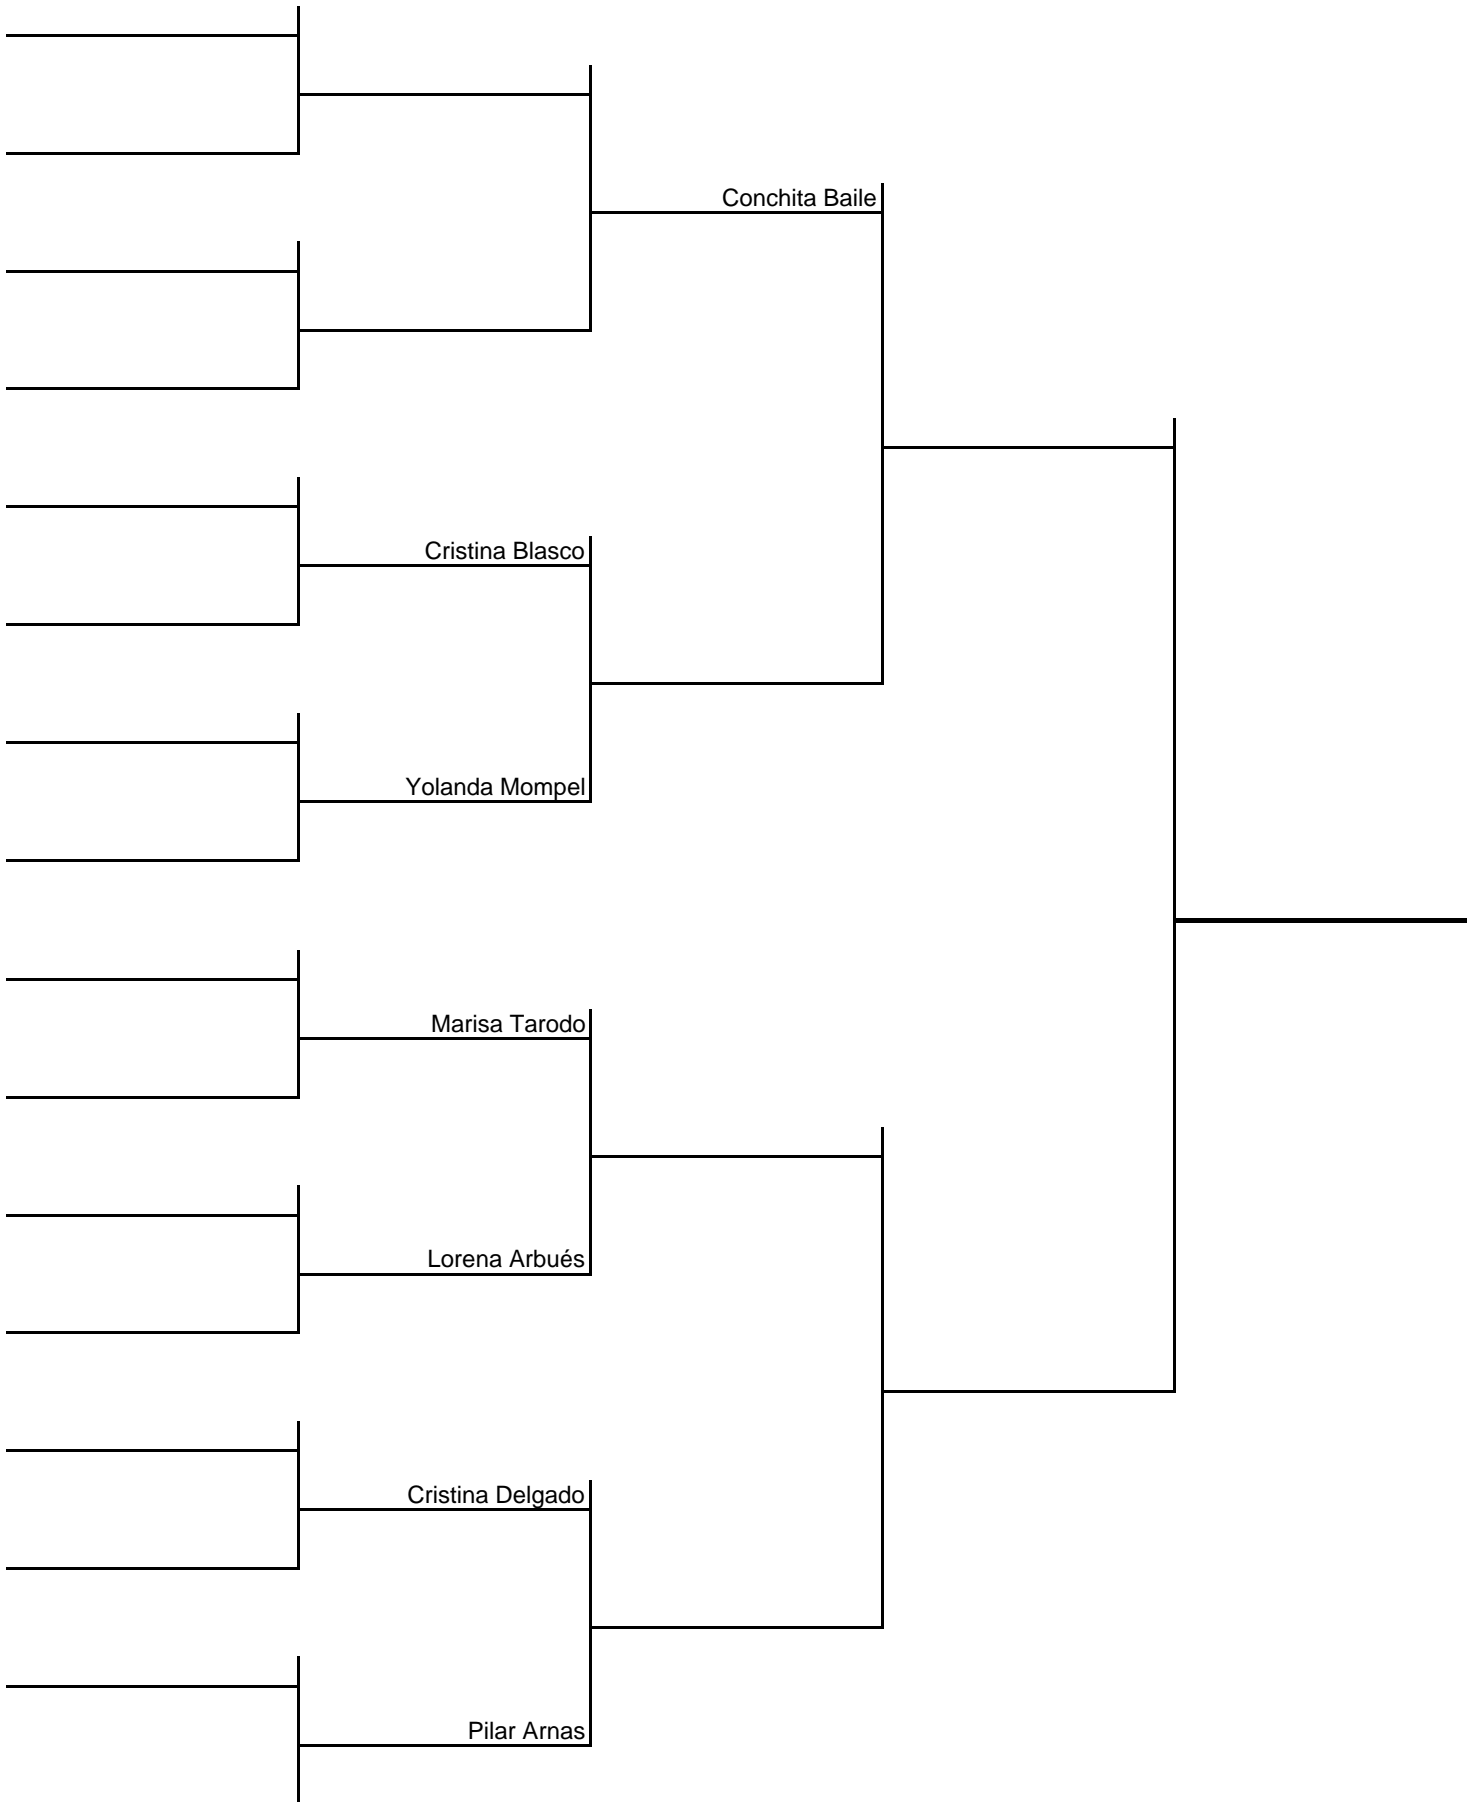 Conchita Baile
Cristina Blasco
Yolanda Mompel
Marisa Tarodo
Lorena Arbués
Cristina Delgado
Pilar Arnas